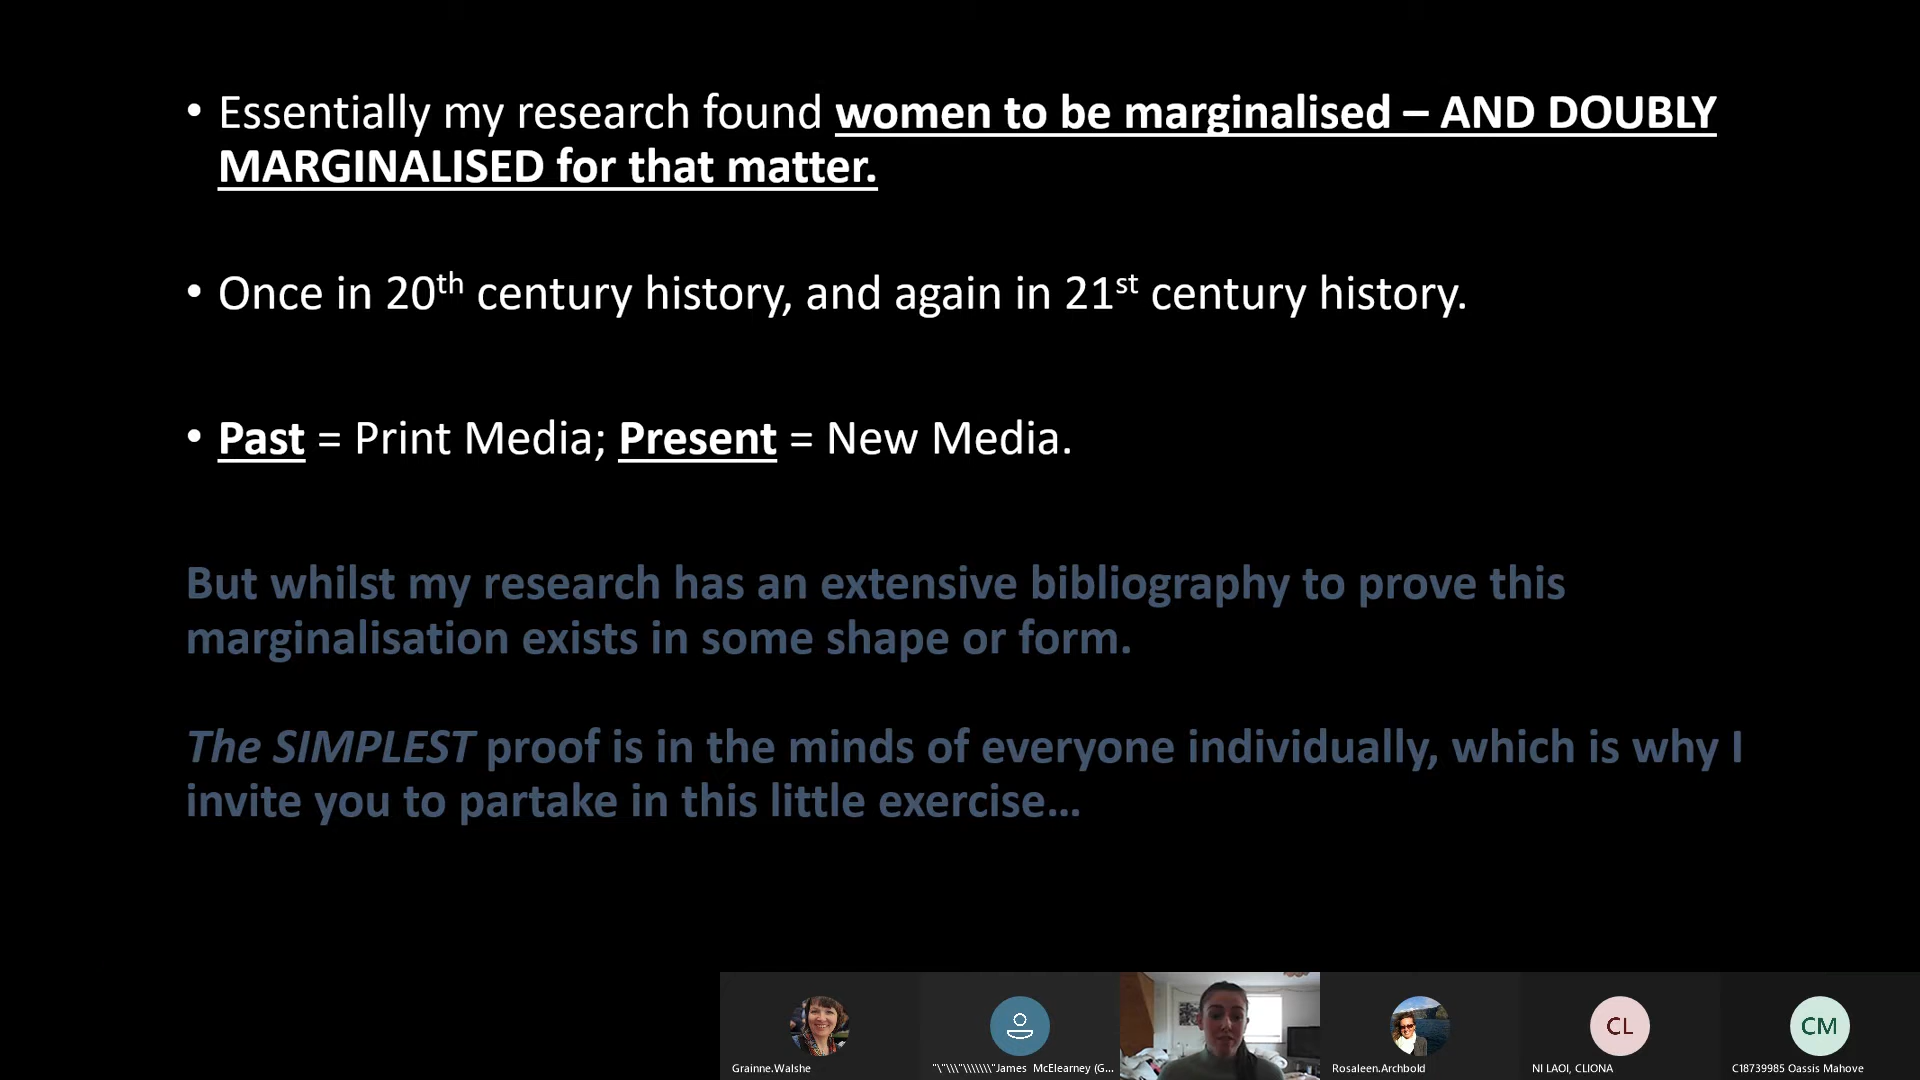 • Essentially my research found women to be marginalised – AND DOUBLY
MARGINALISED for that matter.
• Once in 20th century history, and again in 21st century history.
• Past = Print Media; Present = New Media.
But whilst my research has an extensive bibliography to prove this
marginalisation exists in some shape or form.
The SIMPLEST proof is in the minds of everyone individually, which is why I
invite you to partake in this little exercise...
CL
CM
Grainne.Walshe
"\"\\\"\\\\\\\"James McElearney (G...
Rosaleen.Archbold
NI LAOI, CLIONA
C18739985 Oassis Mahove